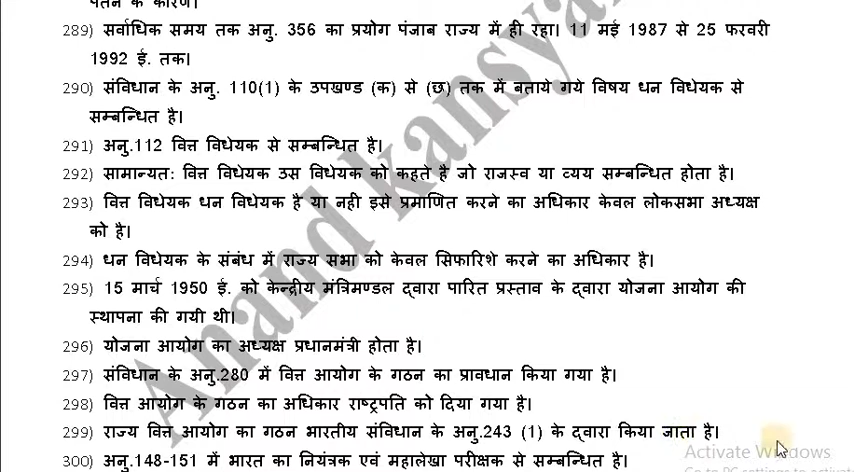 पतन के कारण।
289) सर्वाधिक समय तक अनु. 356 का प्रयोग पंजाब राज्य में ही रहा। 11 मई 1987 से 25 फरवरी
1992 ई. तक।
290) संविधान के अनु. 110(1) के उपखण्ड (क) से (छ) तक में बताये गये विषय धन विधेयक से
सम्बन्धित है।
291) अनु.112 वित्त विधेयक से सम्बन्धित है।
292) सामान्यतः वित्त विधेयक उस विधेयक को कहते है जो राजस्व या व्यय सम्बन्धित होता है।
293) वित्त विधेयक धन विधेयक है या नही इसे प्रमाणित करने का अधिकार केवल लोकसभा अध्यक्ष
को है।
294) धन विधेयक के संबंध में राज्य सभा को केवल सिफारिशे करने का अधिकार है।
295) 15 मार्च 1950 ई. को केन्द्रीय मंत्रिमण्डल द्वारा पारित प्रस्ताव के द्वारा योजना आयोग की
स्थापना की गयी थी।
296) योजना आयोग का अध्यक्ष प्रधानमंत्री होता है।
297) संविधान के अनु.280 में वित्त आयोग के गठन का प्रावधान किया गया है।
298) वित्त आयोग के गठन का अधिकार राष्ट्रपति को दिया गया है।
299) राज्य वित्त आयोग का गठन भारतीय संविधान के अनु.243 (1) के द्वारा किया जाता है।
300) अनु.148-151 में भारत का नियंत्रक एवं महालेखा परीक्षक से सम्बन्धित है।
Anand kansya
Activate Windows